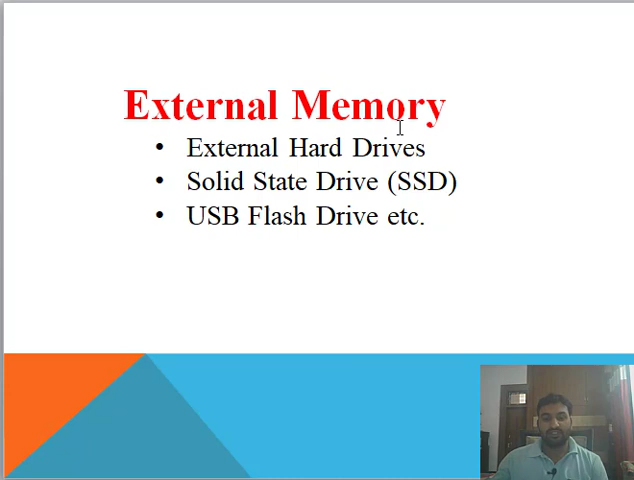 External Memory
• External Hard Drives
• Solid State Drive (SSD)
• USB Flash Drive etc.